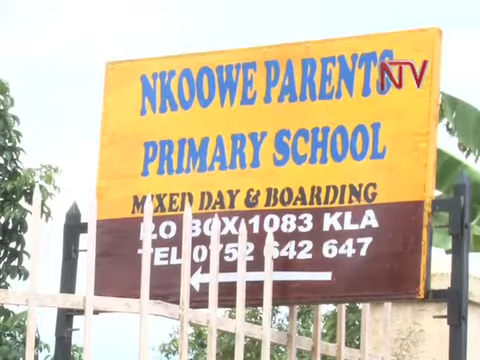 NKOOWE PARENTS
NTV
PRIMARY SCHOOL
MIXED DAY & BOARDING
P.O BOX 1083 KLA
TEL 0752 642 647